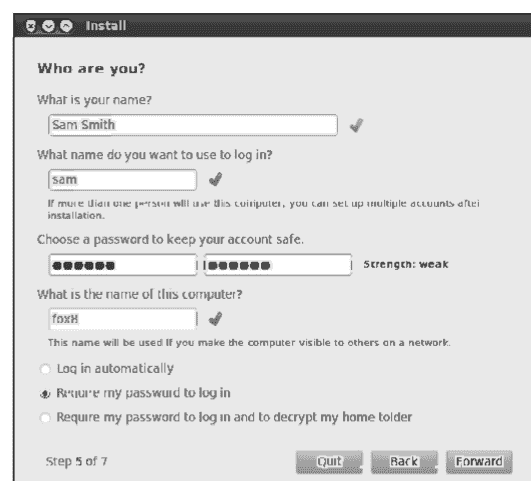 Install
Who are you?
What is your name?
Sam Smith
What name do you want to use to log in?
sam
If more than one person will use this computer, you can set up multiple accounts after
installation.
Choose a password to keep your account safe.
Strength: weak
What is the name of this computer?
This name will be used if you make the computer visible to others on a network.
Log in automatically
Require my password to log in
Require my password to log in and to decrypt my home folder
Step 5 of 7
Quit Back Forward